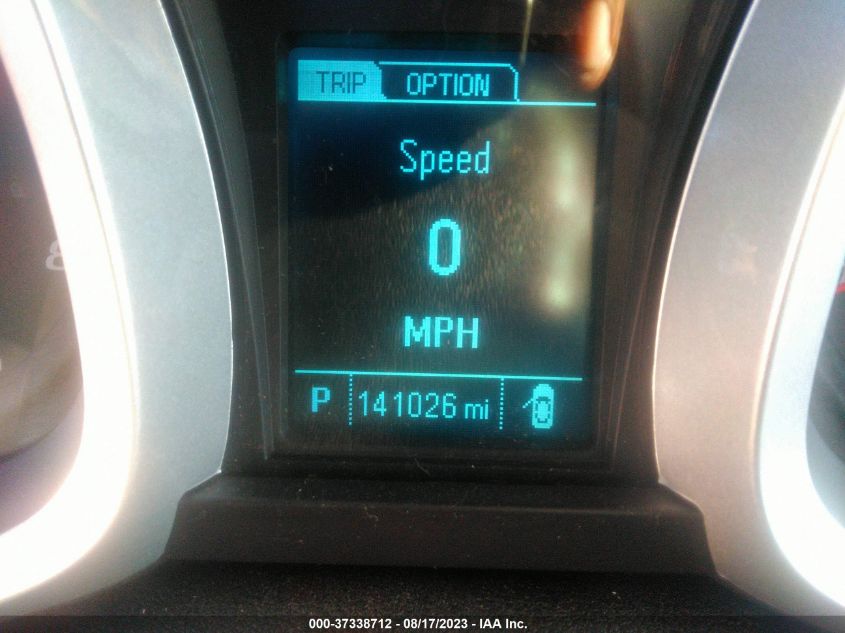 TRIP OPTION
Speed
0
MPH
P 141026 mi
000-37338712 - 08/17/2023 - IAA Inc.